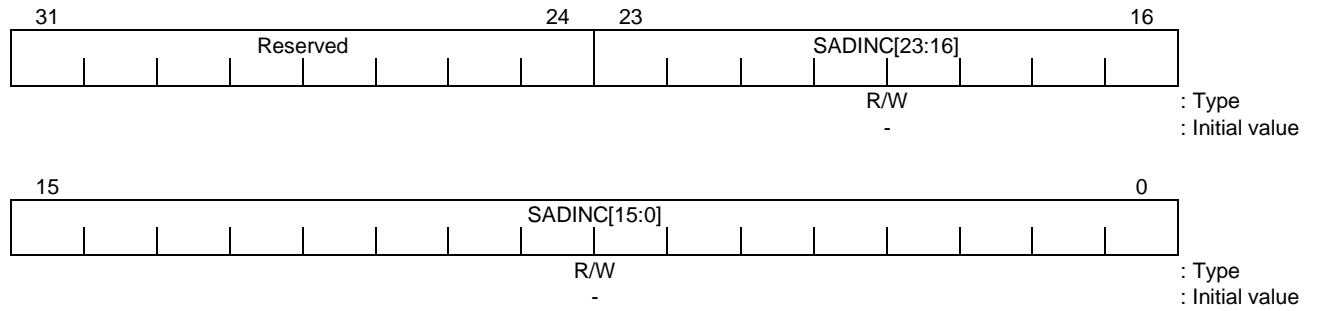 31 24 23 16
Reserved SADINC[23:16]
R/W : Type
- : Initial value
15 0
SADINC[15:0]
R/W : Type
- : Initial value